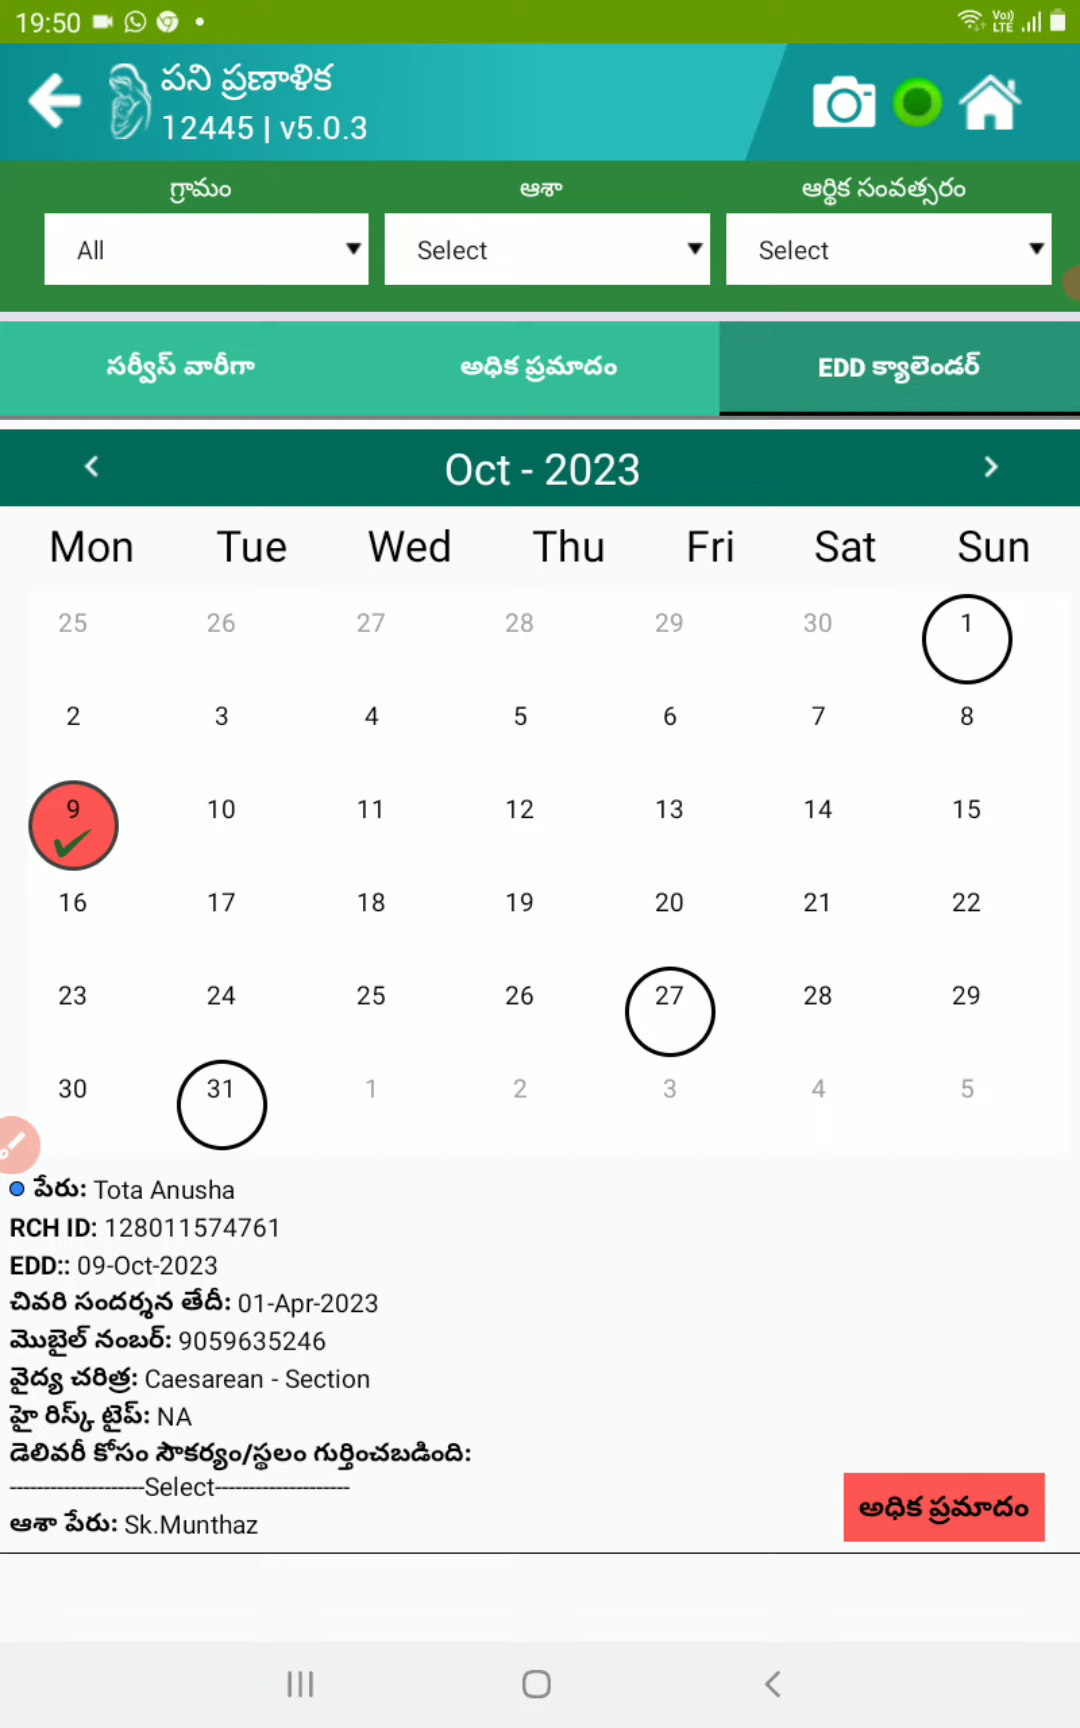 19:50
Vo))
LTE
పని ప్రణాళిక
12445 | v5.0.3
గ్రామం ఆశా ఆర్థిక సంవత్సరం
All Select Select
సర్వీస్ వారీగా అధిక ప్రమాదం EDD క్యాలెండర్
Oct - 2023
Mon Tue Wed Thu Fri Sat Sun
25 26 27 28 29 30 1
2 3 4 5 6 7 8
9 10 11 12 13 14 15
16 17 18 19 20 21 22
23 24 25 26 27 28 29
30 31 1 2 3 4 5
పేరు: Tota Anusha
RCH ID: 128011574761
EDD:: 09-Oct-2023
చివరి సందర్శన తేదీ: 01-Apr-2023
మొబైల్ నంబర్: 9059635246
వైద్య చరిత్ర: Caesarean - Section
హై రిస్క్ టైప్: NA
డెలివరీ కోసం సౌకర్యం/స్థలం గుర్తించబడింది:
--------------------Select--------------------
అధిక ప్రమాదం
ఆశా పేరు: Sk.Munthaz